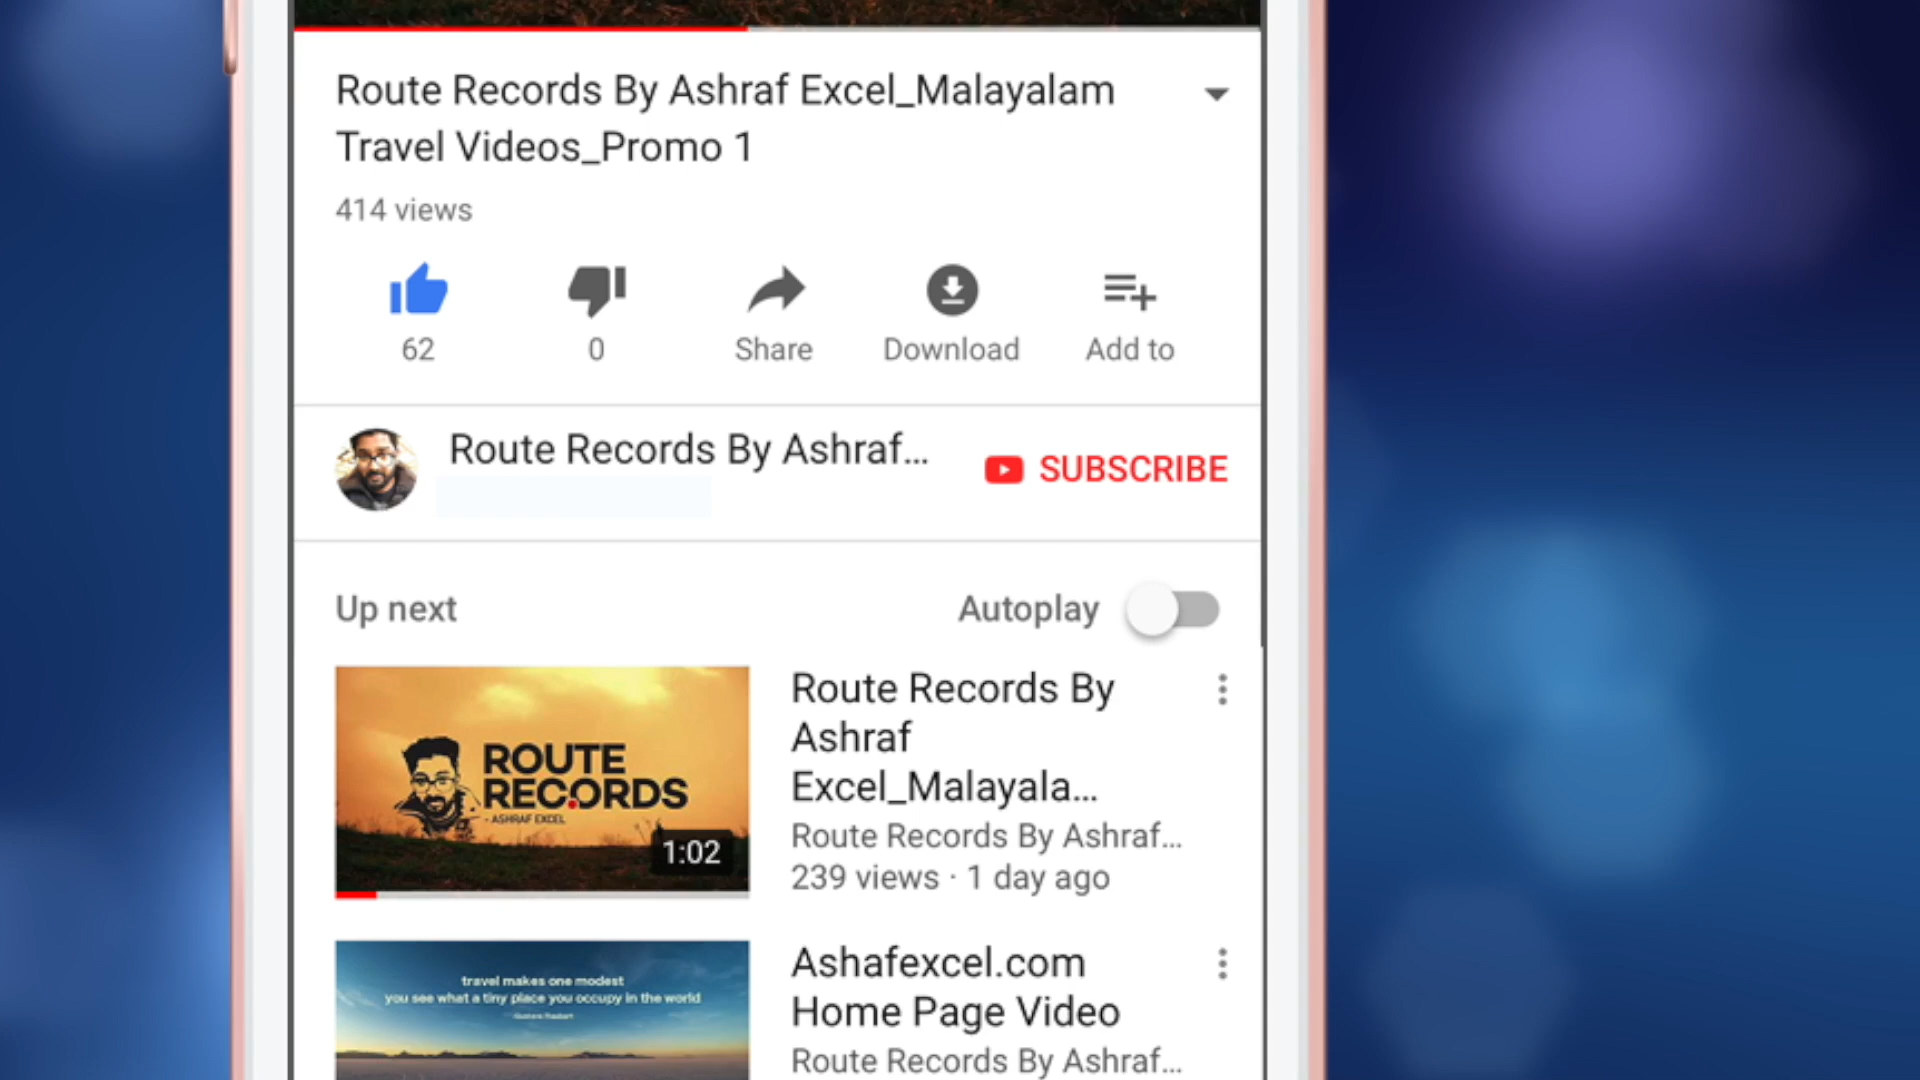 Route Records By Ashraf Excel_Malayalam
Travel Videos_Promo 1
414 views
62
0
Share
Download
Add to
Route Records By Ashraf...
SUBSCRIBE
Up next
Autoplay
ROUTE
RECORDS
- ASHRAF EXCEL
1:02
Route Records By
Ashraf
Excel_Malayala...
Route Records By Ashraf...
239 views · 1 day ago
travel makes one modest
you see what a tiny place you occupy in the world
Ashafexcel.com
Home Page Video
Route Records By Ashraf...